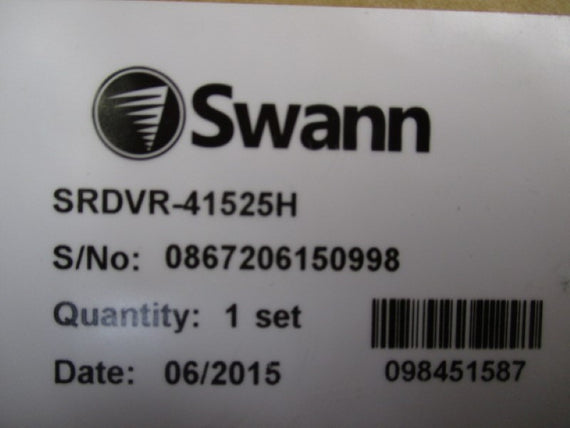 Swann
SRDVR-41525H
S/No: 0867206150998
Quantity: 1 set
Date: 06/2015
098451587